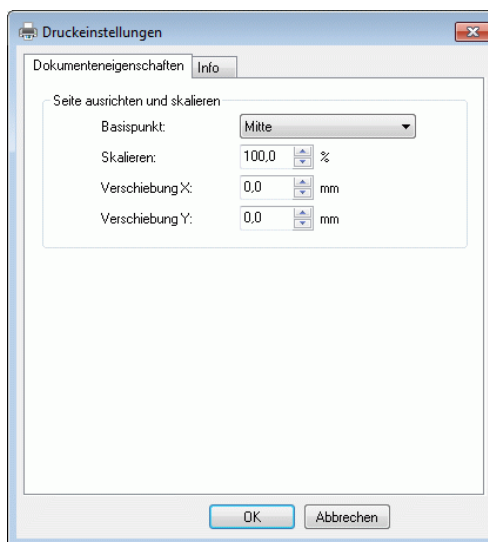 Druckeinstellungen
Dokumenteneigenschaften Info
Seite ausrichten und skalieren
Basispunkt: Mitte
Skalieren: 100,0 %
Verschiebung X: 0,0 mm
Verschiebung Y: 0,0 mm
OK Abbrechen